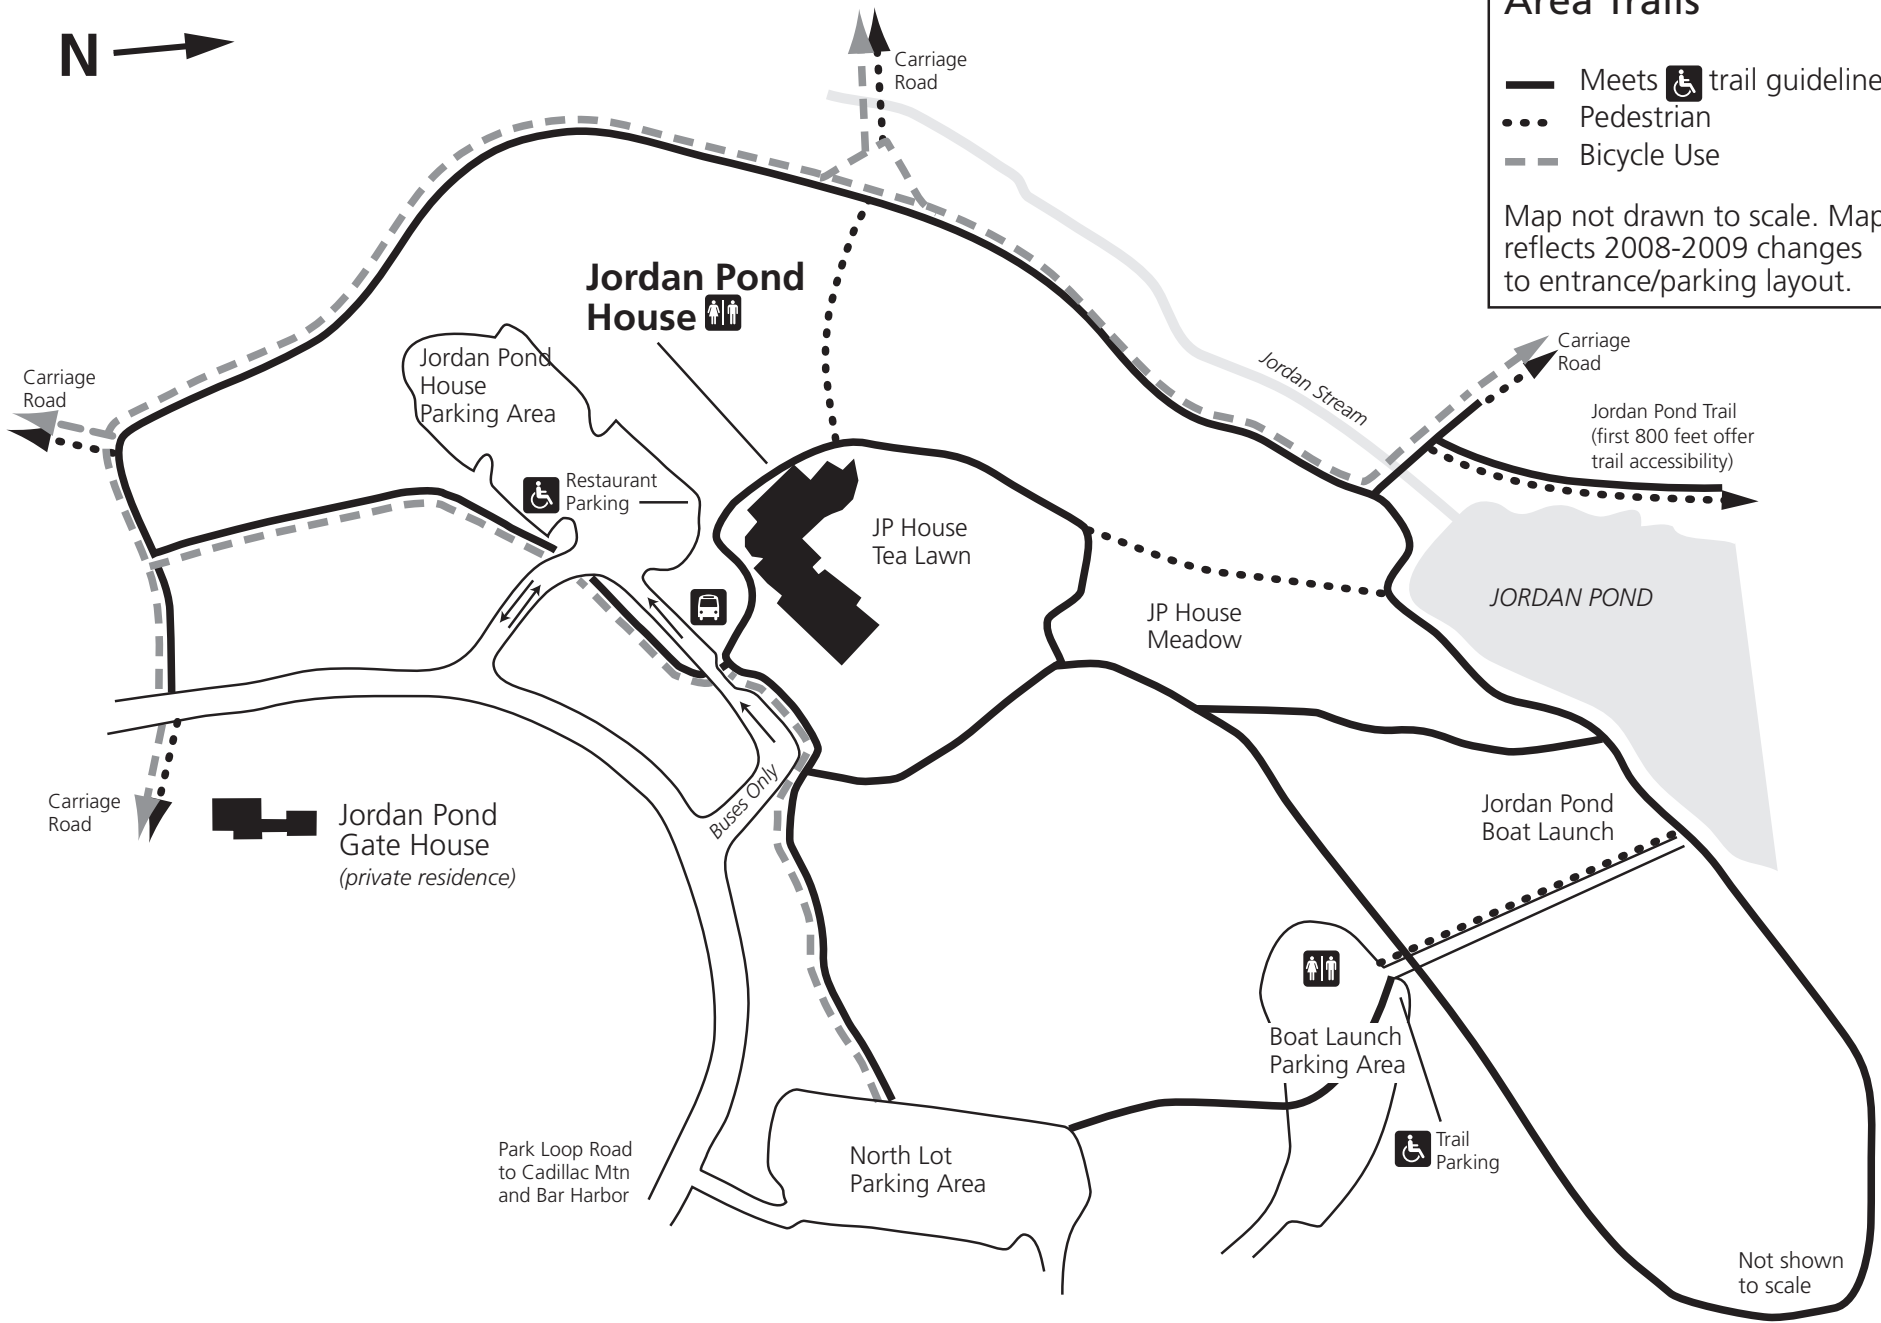 N
Carriage
Road
Area Trails
Meets trail guideline
Pedestrian
Bicycle Use
Map not drawn to scale. Map
reflects 2008-2009 changes
to entrance/parking layout.
Jordan Pond
House
Jordan Pond
House
Parking Area
Carriage
Road
Carriage
Road
Jordan Stream
Jordan Pond Trail
(first 800 feet offer
trail accessibility)
Restaurant
Parking
JP House
Tea Lawn
JORDAN POND
JP House
Meadow
Buses Only
Carriage
Road
Jordan Pond
Gate House
(private residence)
Jordan Pond
Boat Launch
Boat Launch
Parking Area
Park Loop Road
to Cadillac Mtn
and Bar Harbor
North Lot
Parking Area
Trail
Parking
Not shown
to scale